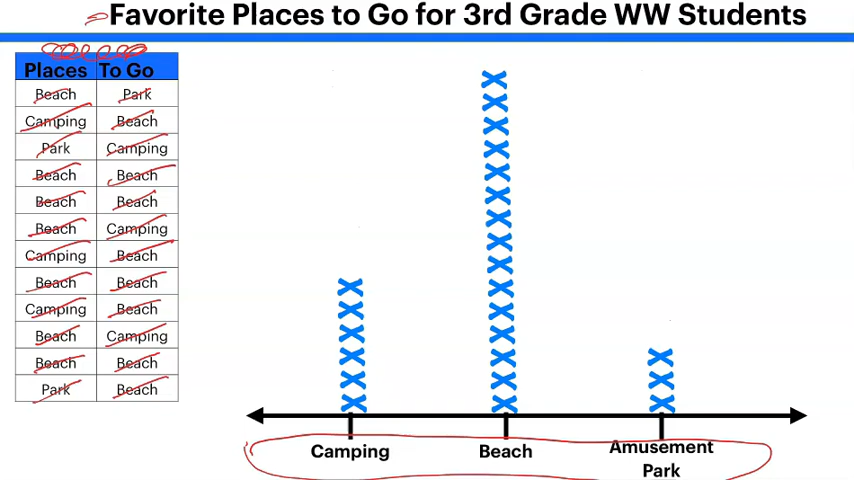 Favorite Places to Go for 3rd Grade WW Students
Places To Go
Beach Park
Camping Beach
Park Camping
Beach Beach
Beach Beach
Beach Camping
Camping Beach
Beach Beach
Camping Beach
Beach Camping
Beach Beach
Park Beach
Camping
Beach
Amusement
Park